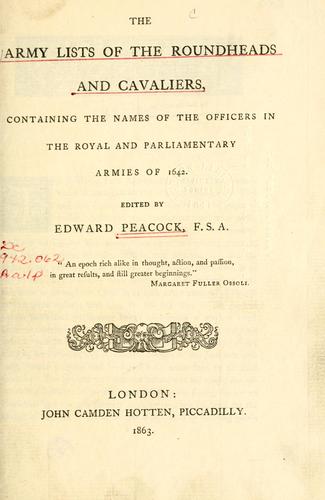 THE
ARMY LISTS OF THE ROUNDHEADS
AND CAVALIERS,
CONTAINING THE NAMES OF THE OFFICERS IN
THE ROYAL AND PARLIAMENTARY
ARMIES OF 1642.
EDITED BY
EDWARD PEACOCK, F.S.A.
942.062
"An epoch rich alike in thought, action, and paſſion,
in great reſults, and ſtill greater beginnings."
MARGARET FULLER OSSOLI.
LONDON:
JOHN CAMDEN HOTTEN, PICCADILLY.
1863.